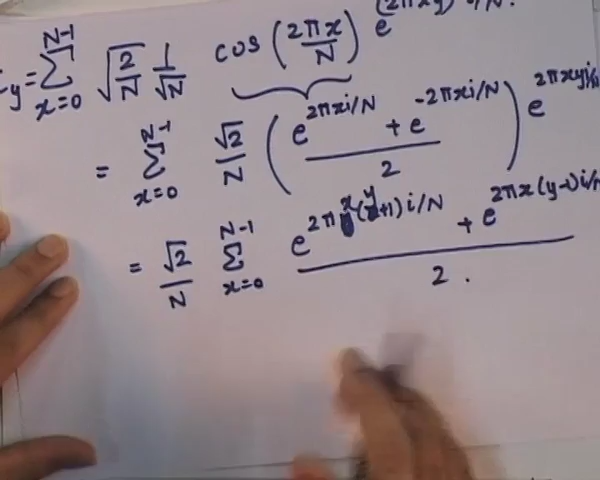 y = Σ_{x=0}^{N-1} √(2/N) 1/√N cos (2πx/N) e^{(2πxy)
= Σ_{x=0}^{N-1} √2/N ( (e^{2πxi/N} + e^{-2πxi/N}) / 2 ) e^{2πxyi/
= √2/N Σ_{x=0}^{N-1} (e^{2πx(y+1)i/N} + e^{2πx(y-1)i/N}) / 2 .